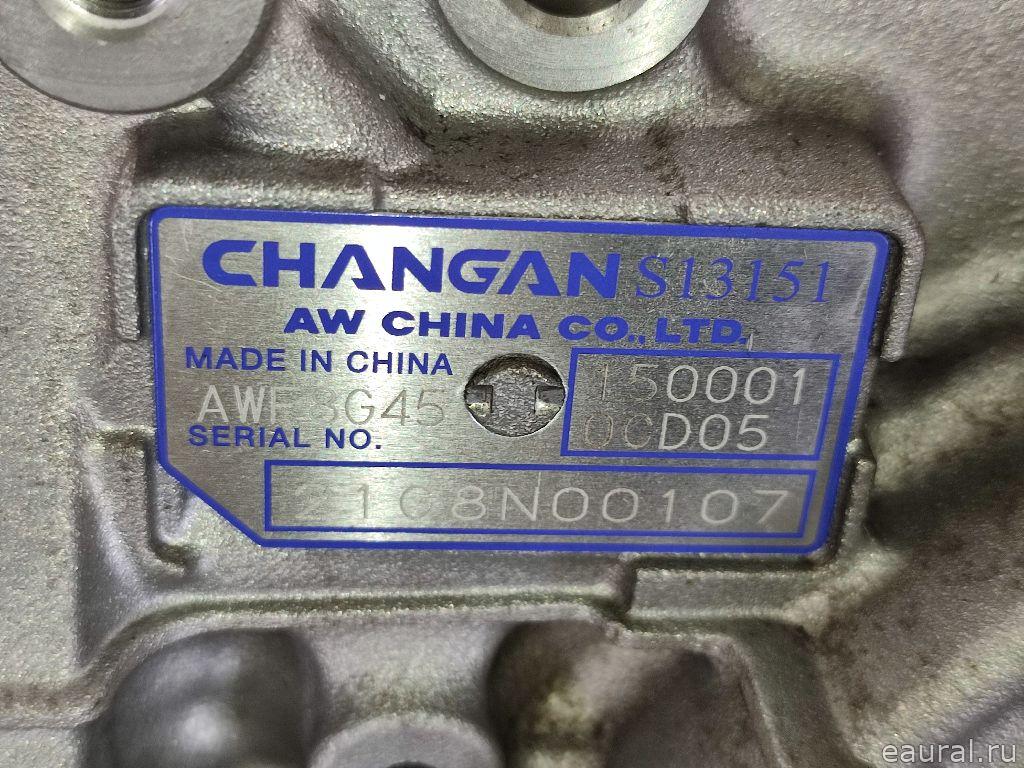 CHANGAN S13151
AW CHINA CO., LTD.
MADE IN CHINA
AWF8G45
150001
0CD05
SERIAL NO.
21C8N00107
eaural.ru